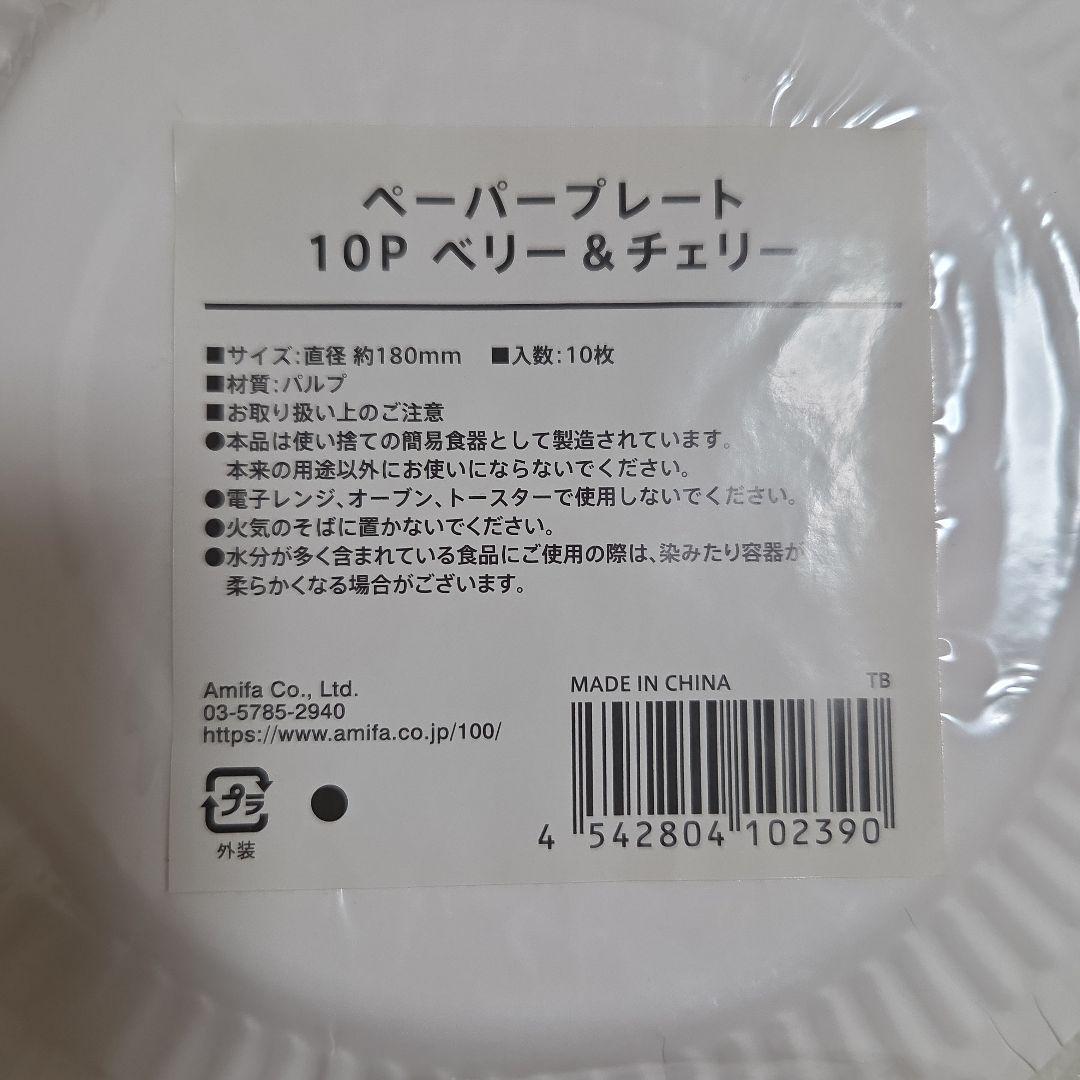 ペーパープレート
10P ベリー＆チェリー
■サイズ:直径 約180mm ■入数:10枚
■材質:パルプ
■お取り扱い上のご注意
●本品は使い捨ての簡易食器として製造されています。
本来の用途以外にお使いにならないでください。
●電子レンジ、オーブン、トースターで使用しないでください。
●火気のそばに置かないでください。
●水分が多く含まれている食品にご使用の際は、染みたり容器が
柔らかくなる場合がございます。
Amifa Co., Ltd.
03-5785-2940
https://www.amifa.co.jp/100/
プラ
外装
MADE IN CHINA TB
4 542804 102390